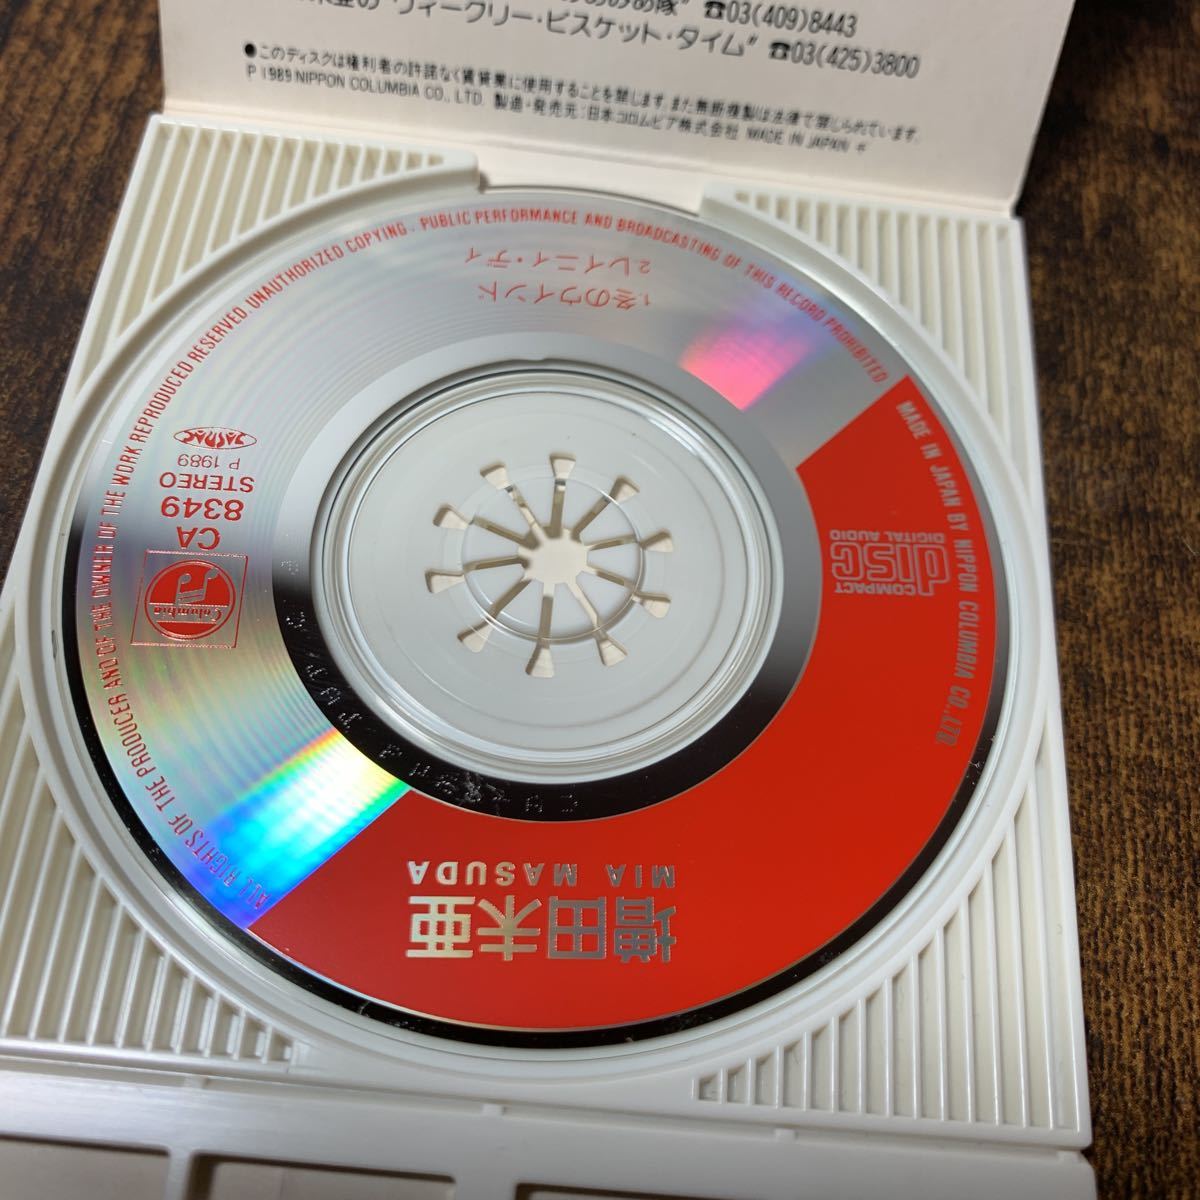 め隊" ☎03(409)8443
の"ウィークリー・ビスケット・タイム" ☎03(425)3800
●このディスクは権利者の許諾なく賃貸業に使用することを禁じます。また無断複製は法律で禁じられています。
P 1989 NIPPON COLUMBIA CO., LTD. 製造・発売元:日本コロムビア株式会社 MADE IN JAPAN
ALL RIGHTS OF THE PRODUCER AND OF THE OWNER OF THE WORK REPRODUCED RESERVED. UNAUTHORIZED COPYING, PUBLIC PERFORMANCE AND BROADCASTING OF THIS RECORD PROHIBITED
MADE IN JAPAN BY NIPPON COLUMBIA CO., LTD.
増田未亜
MIA MASUDA
COMPACT
disc
DIGITAL AUDIO
Columbia
CA
8349
STEREO
P 1989
JASRAC
1.冬のウインド
2.レイニィ・デイ